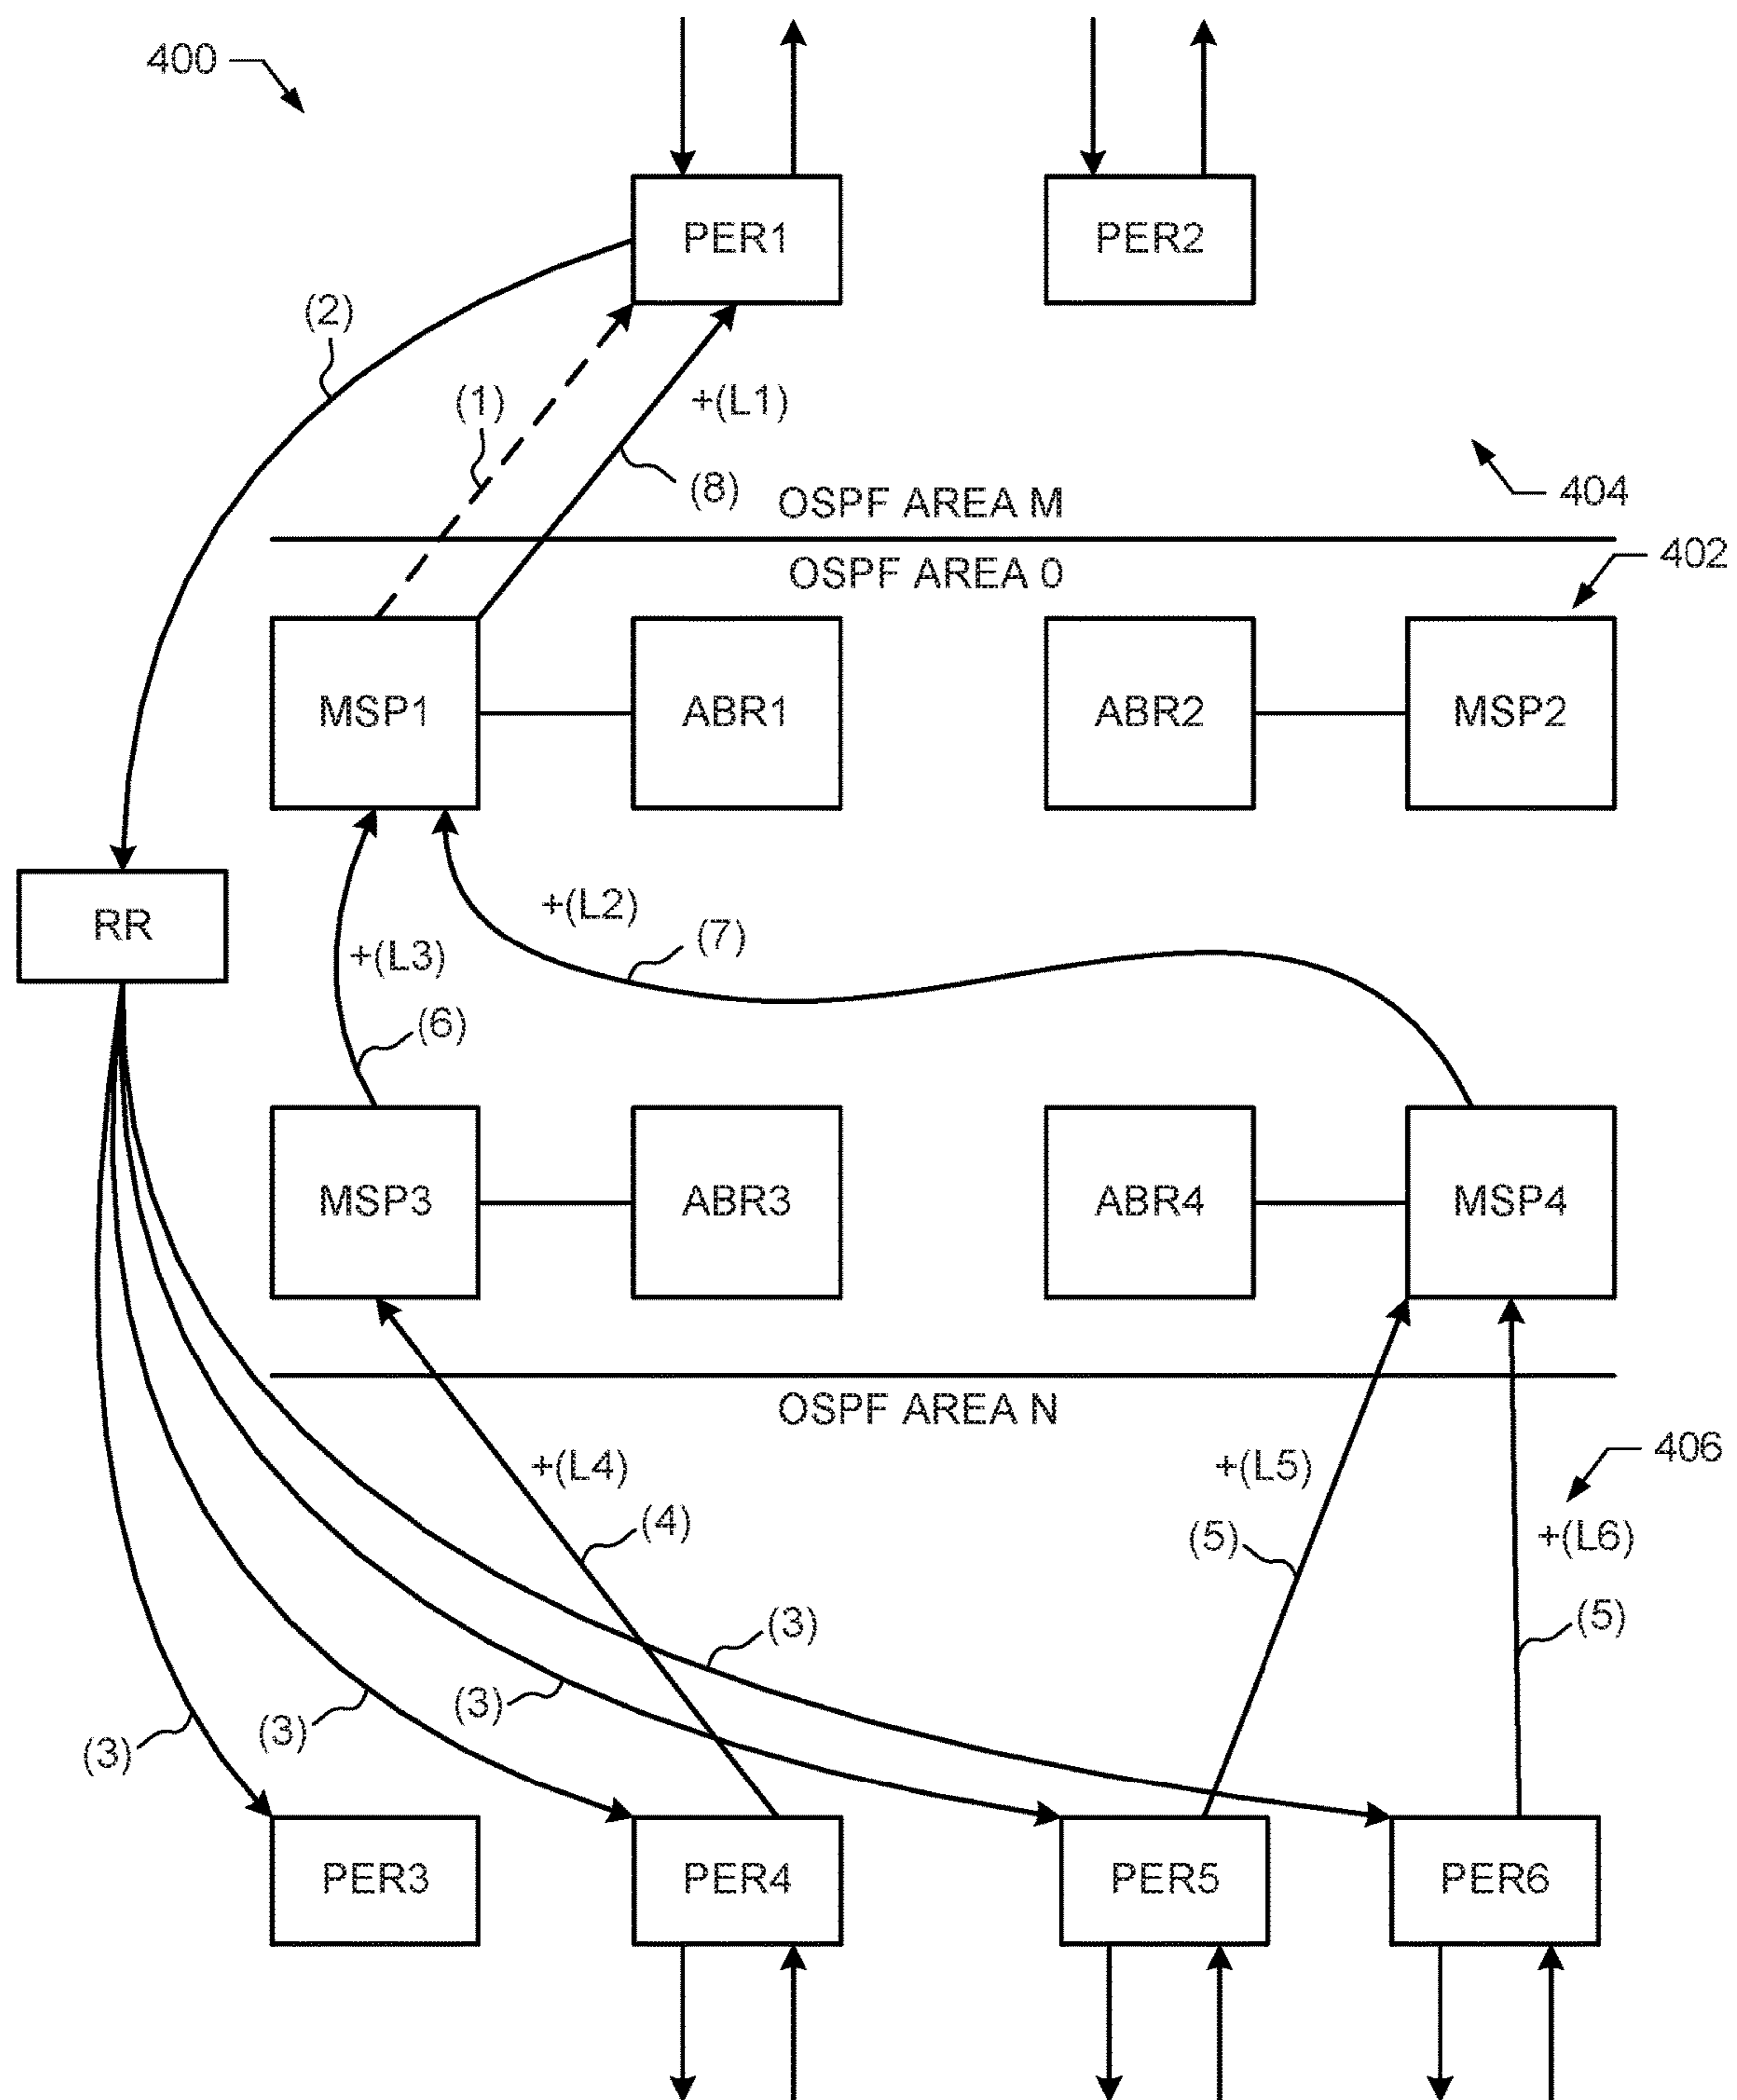 400
PER1
PER2
(2)
(1)
+(L1)
(8)
404
OSPF AREA M
OSPF AREA 0
402
MSP1
ABR1
ABR2
MSP2
RR
+(L2)
+(L3)
(7)
(6)
MSP3
ABR3
ABR4
MSP4
OSPF AREA N
406
+(L4)
+(L5)
(4)
(5)
+(L6)
(5)
(3)
(3)
(3)
(3)
PER3
PER4
PER5
PER6